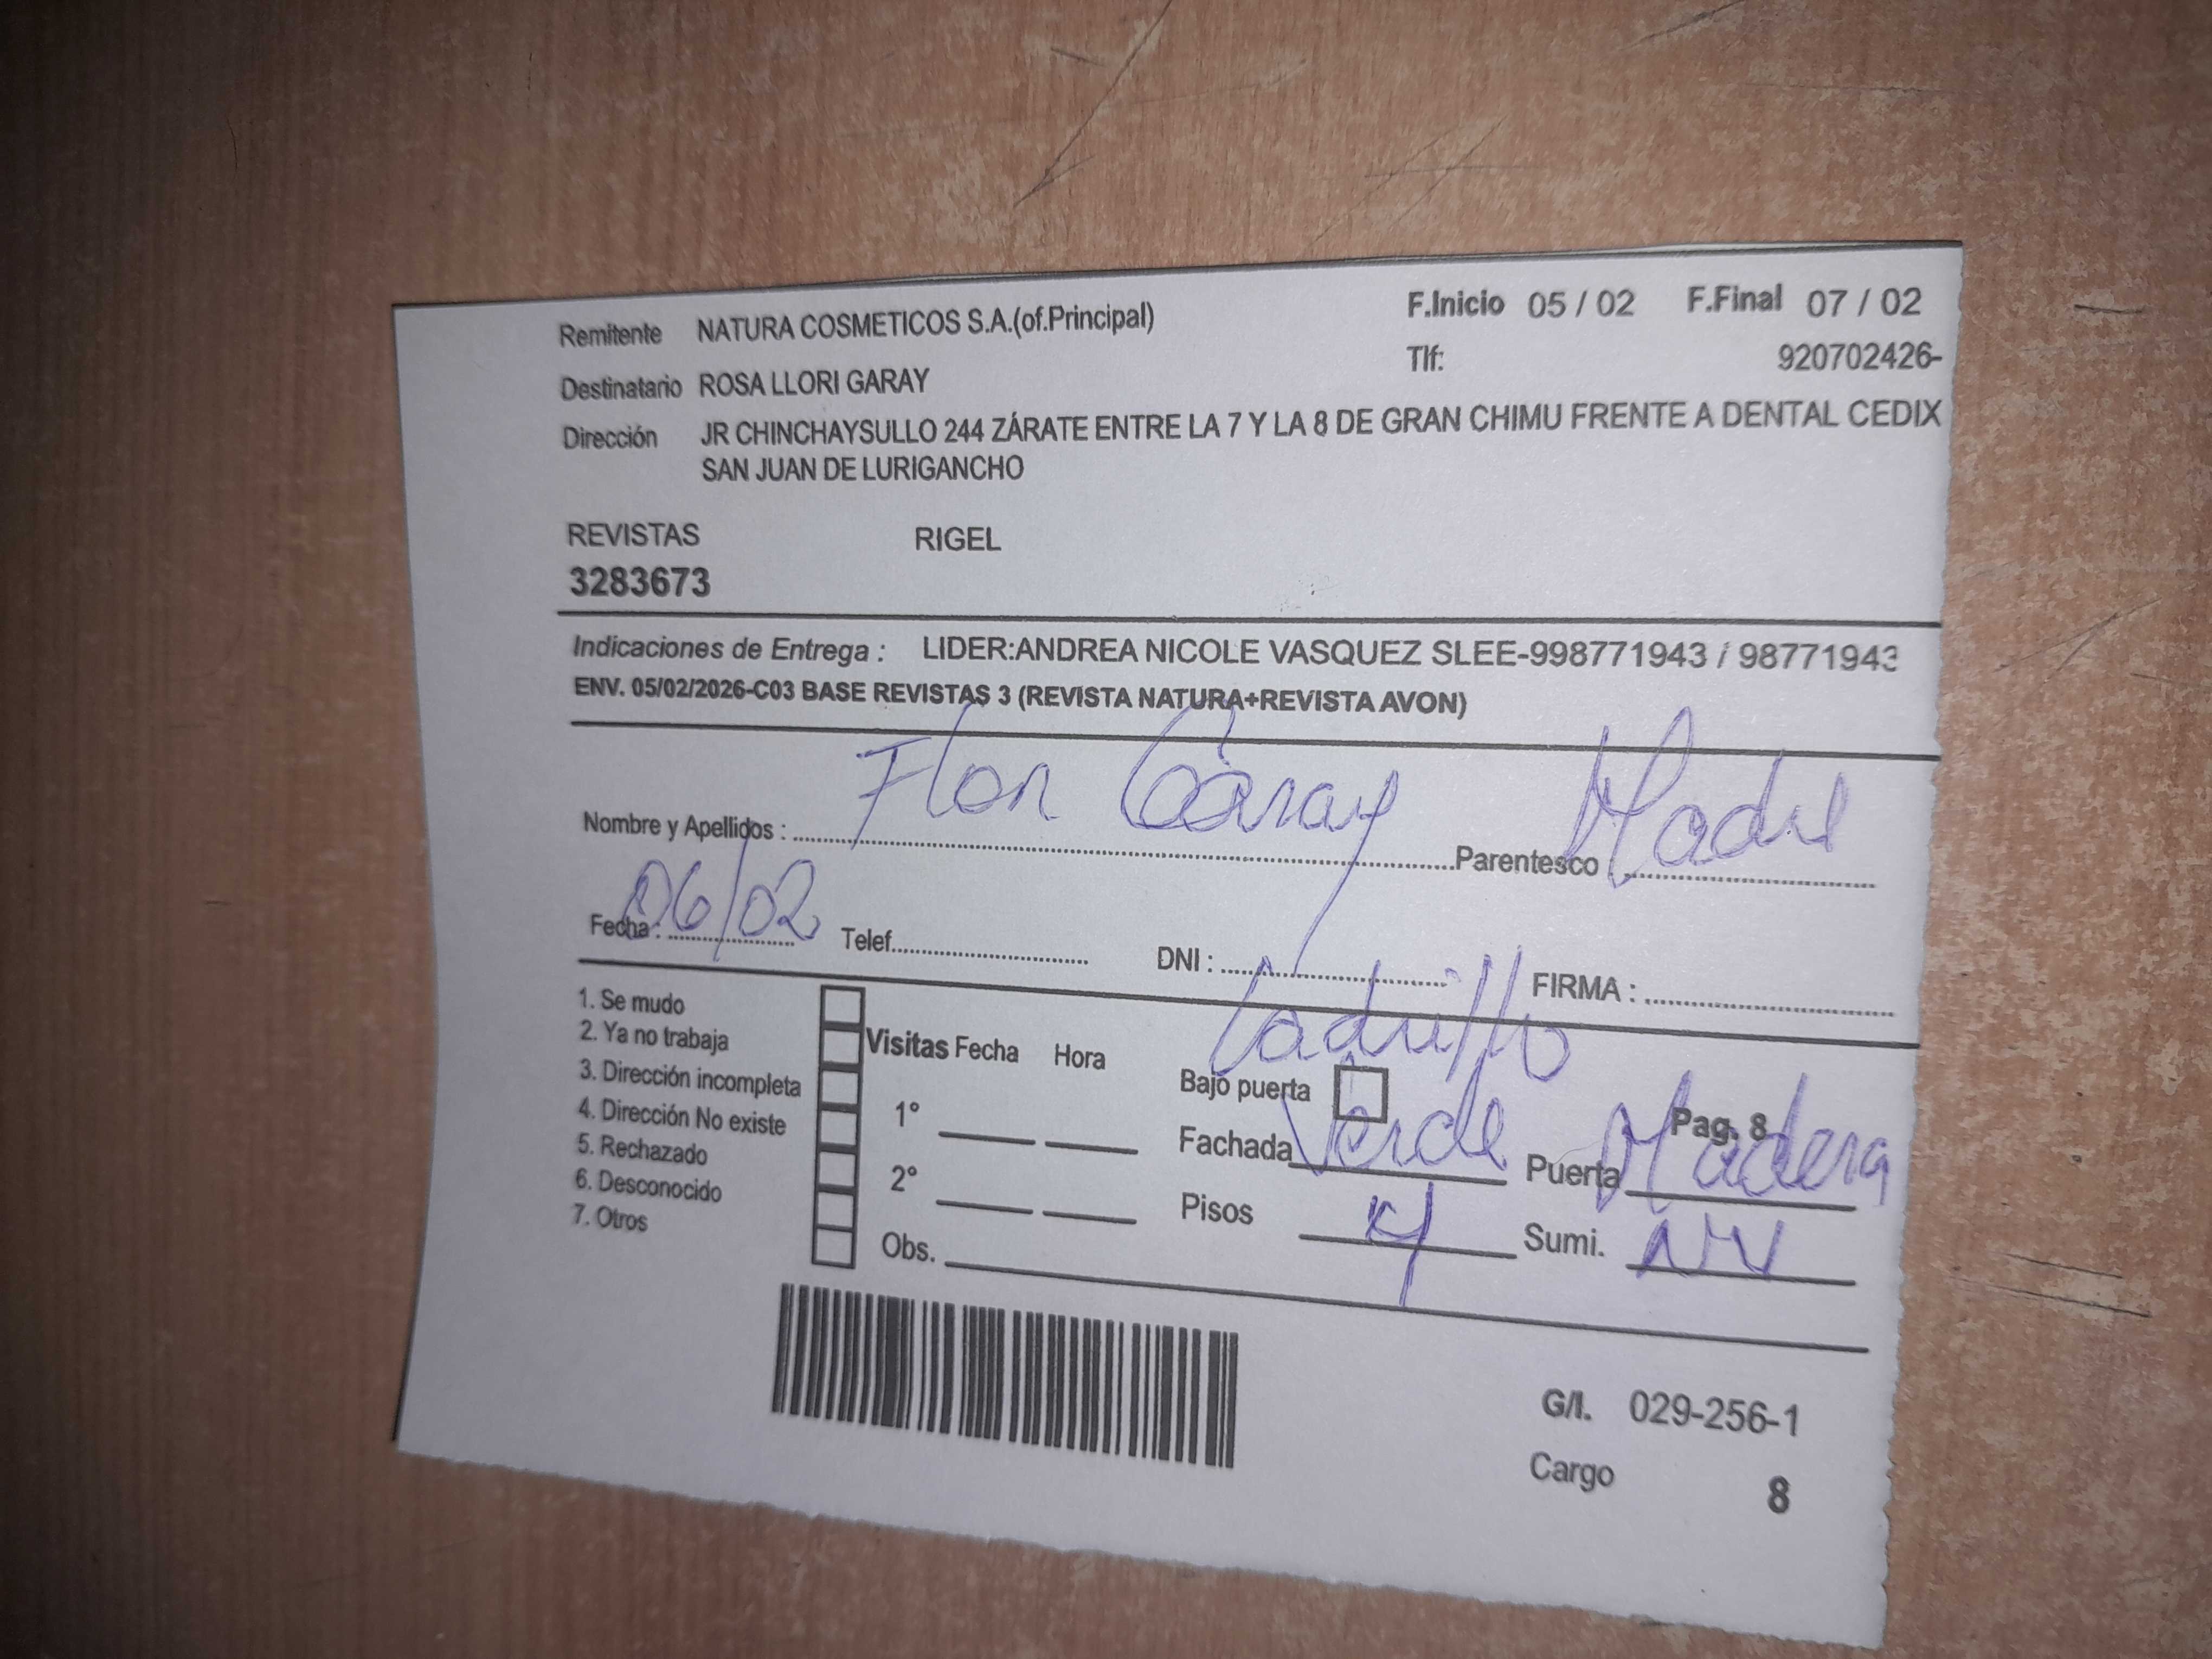 Remitente NATURA COSMETICOS S.A.(of.Principal) F.Inicio 05 / 02 F.Final 07 / 02
Tlf: 920702426-
Destinatario ROSA LLORI GARAY
Dirección JR CHINCHAYSULLO 244 ZÁRATE ENTRE LA 7 Y LA 8 DE GRAN CHIMU FRENTE A DENTAL CEDIX
SAN JUAN DE LURIGANCHO
REVISTAS RIGEL
3283673
Indicaciones de Entrega : LIDER:ANDREA NICOLE VASQUEZ SLEE-998771943 / 98771943
ENV. 05/02/2026-C03 BASE REVISTAS 3 (REVISTA NATURA+REVISTA AVON)
Nombre y Apellidos : Flor Garay Parentesco : Madre
Fecha : 06/02 Telef. DNI : FIRMA :
1. Se mudo
2. Ya no trabaja
3. Dirección incompleta
4. Dirección No existe
5. Rechazado
6. Desconocido
7. Otros
Visitas Fecha Hora
1°
2°
Obs.
Ladrillo
Bajo puerta Pag. 8
Fachada Verde Puerta Madera
Pisos 4 Sumi.
G/I. 029-256-1
Cargo 8